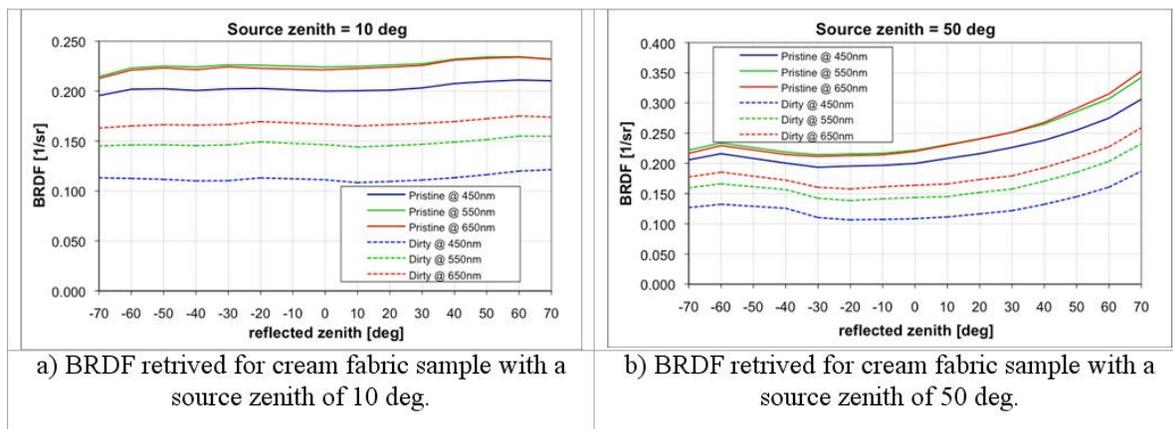 Source zenith = 10 deg
BRDF [1/sr]
0.250
0.200
0.150
0.100
0.050
0.000
Pristine @ 450nm
Pristine @ 550nm
Pristine @ 650nm
Dirty @ 450nm
Dirty @ 550nm
Dirty @ 650nm
-70 -60 -50 -40 -30 -20 -10 0 10 20 30 40 50 60 70
reflected zenith [deg]
a) BRDF retrived for cream fabric sample with a
source zenith of 10 deg.
Source zenith = 50 deg
BRDF [1/sr]
0.400
0.350
0.300
0.250
0.200
0.150
0.100
0.050
0.000
Pristine @ 450nm
Pristine @ 550nm
Pristine @ 650nm
Dirty @ 450nm
Dirty @ 550nm
Dirty @ 650nm
-70 -60 -50 -40 -30 -20 -10 0 10 20 30 40 50 60 70
reflected zenith [deg]
b) BRDF retrived for cream fabric sample with a
source zenith of 50 deg.